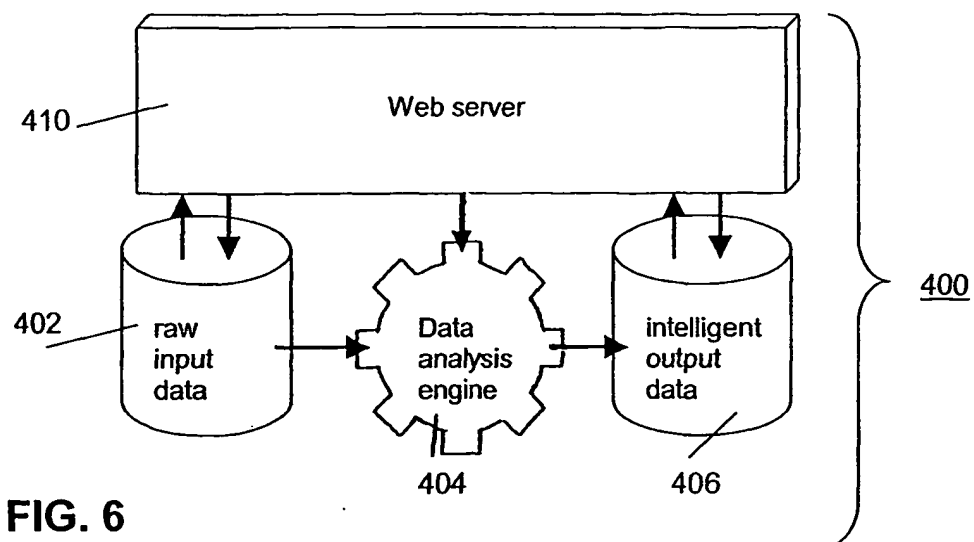 Web server
410
400
402
raw
input
data
Data
analysis
engine
intelligent
output
data
404
406
FIG. 6